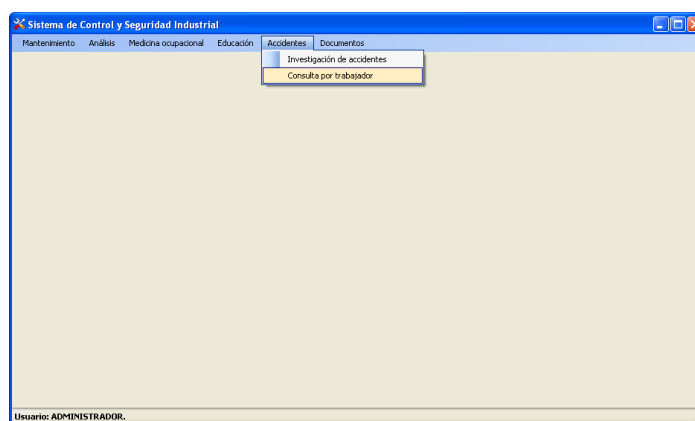 Sistema de Control y Seguridad Industrial
Mantenimiento Análisis Medicina ocupacional Educación Accidentes Documentos
Investigación de accidentes
Consulta por trabajador
Usuario: ADMINISTRADOR.